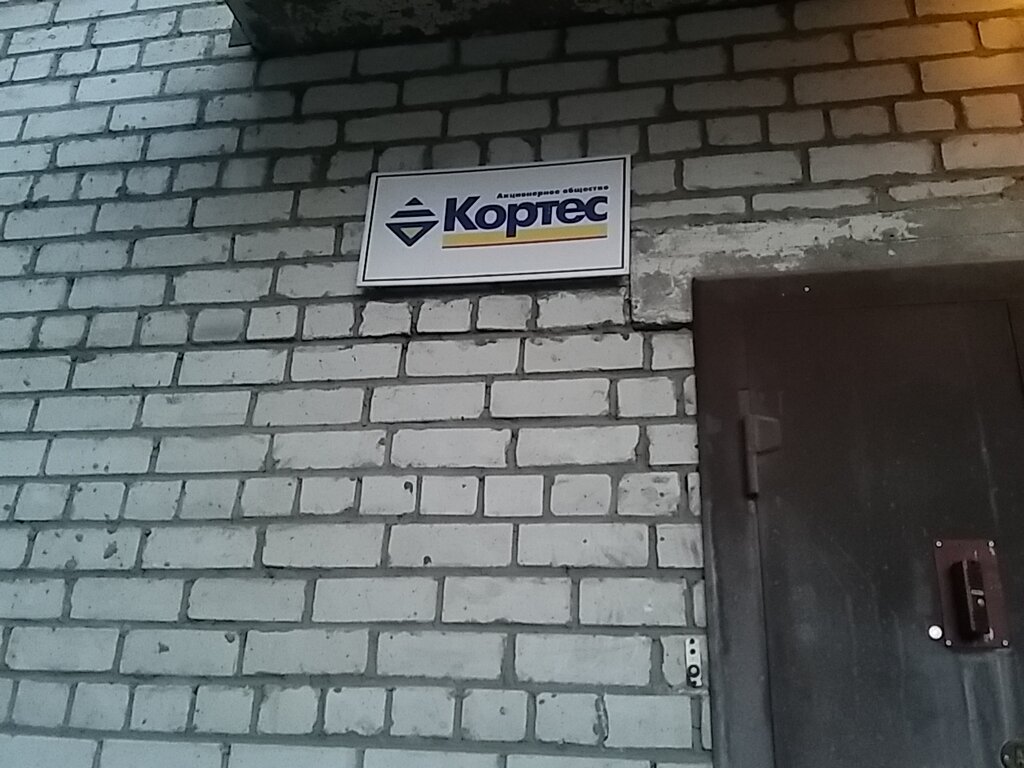 Акционерное общество
Кортес